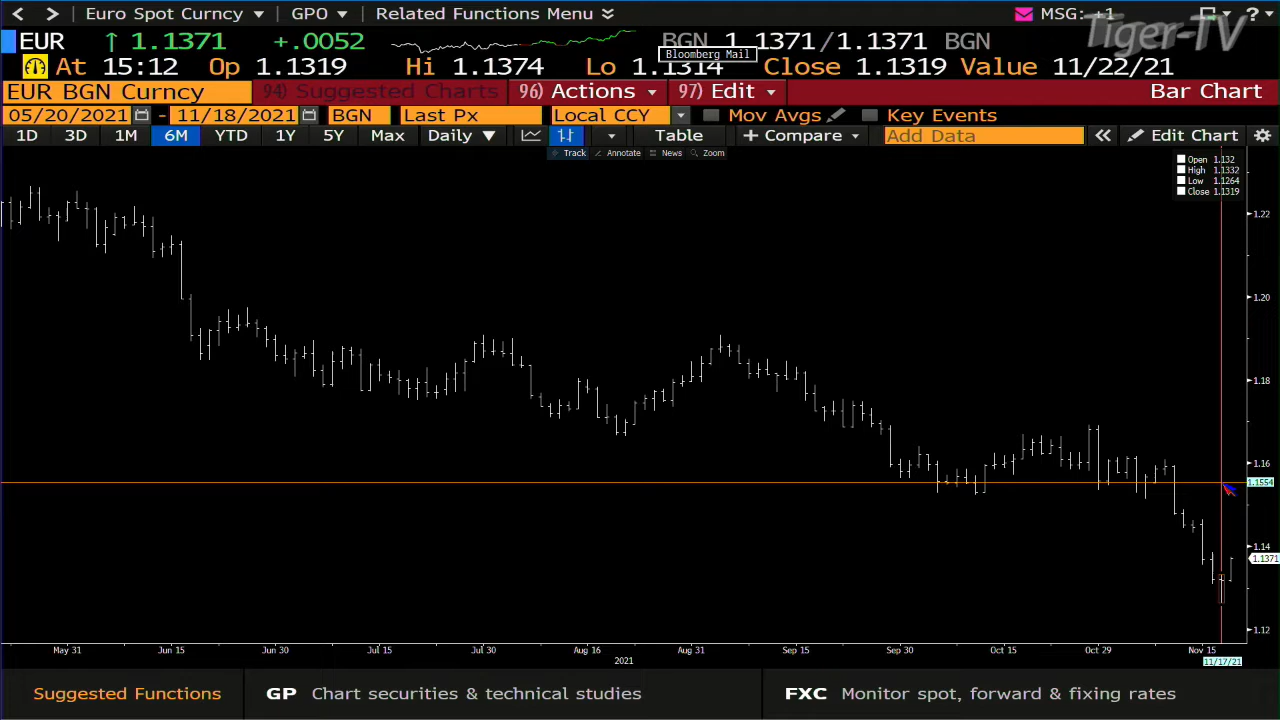 Euro Spot Curncy GPO Related Functions Menu MSG: +1 ?
Tiger-TV
EUR ↑ 1.1371 +.0052 BGN 1.1371/1.1371 BGN
Bloomberg Mail
At 15:12 Op 1.1319 Hi 1.1374 Lo 1.1314 Close 1.1319 Value 11/22/21
EUR BGN Curncy 94) Suggested Charts 96) Actions 97) Edit Bar Chart
05/20/2021 - 11/18/2021 BGN Last Px Local CCY Mov Avgs Key Events
1D 3D 1M 6M YTD 1Y 5Y Max Daily ▼ Table + Compare Add Data « Edit Chart
Track Annotate News Zoom
Open 1.132
High 1.1332
Low 1.1264
Close 1.1319
1.22
1.20
1.18
1.16
1.1554
1.14
1.1371
1.12
May 31 Jun 15 Jun 30 Jul 15 Jul 30 Aug 16 Aug 31 Sep 15 Sep 30 Oct 15 Oct 29 Nov 15
2021
11/17/21
Suggested Functions GP Chart securities & technical studies FXC Monitor spot, forward & fixing rates